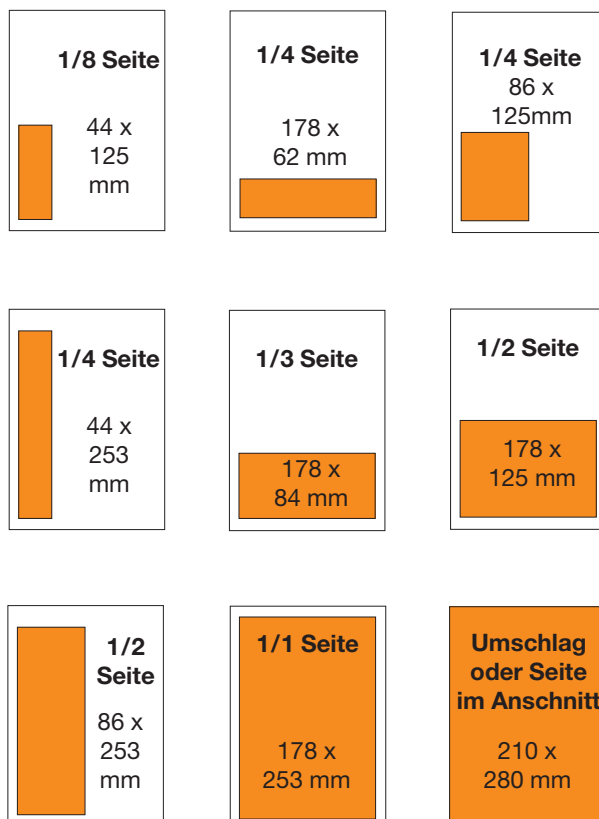 1/8 Seite
44 x
125
mm
1/4 Seite
178 x
62 mm
1/4 Seite
86 x
125mm
1/4 Seite
44 x
253
mm
1/3 Seite
178 x
84 mm
1/2 Seite
178 x
125 mm
1/2
Seite
86 x
253
mm
1/1 Seite
178 x
253 mm
Umschlag
oder Seite
im Anschnitt
210 x
280 mm